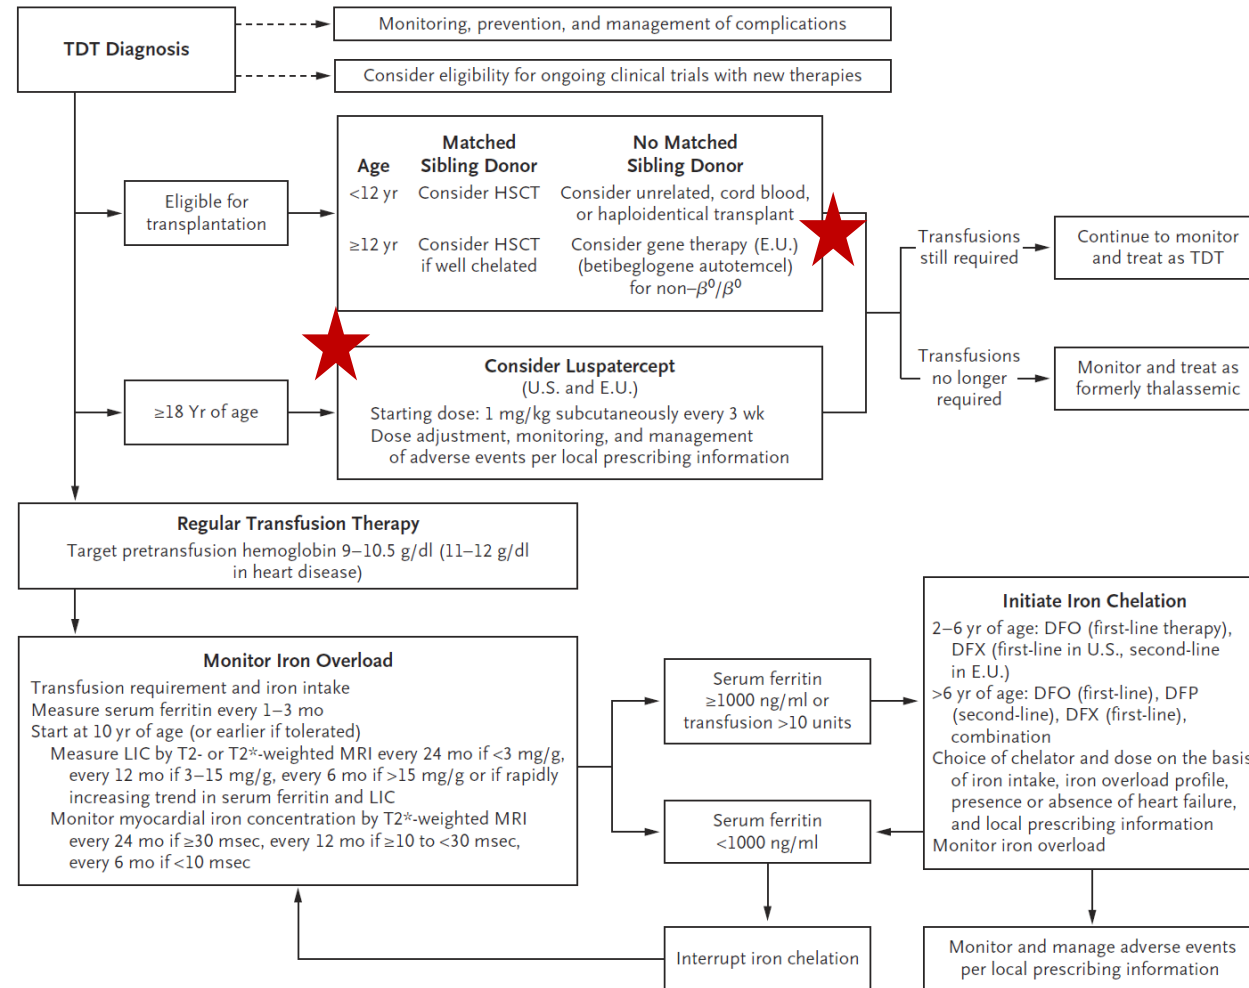 TDT Diagnosis
Monitoring, prevention, and management of complications
Consider eligibility for ongoing clinical trials with new therapies
Eligible for
transplantation
Age
Matched
Sibling Donor
No Matched
Sibling Donor
<12 yr
Consider HSCT
Consider unrelated, cord blood,
or haploidentical transplant
≥12 yr
Consider HSCT
if well chelated
Consider gene therapy (E.U.)
(betibeglogene autotemcel)
for non–β⁰/β⁰
Transfusions
still required
Continue to monitor
and treat as TDT
≥18 Yr of age
Consider Luspatercept
(U.S. and E.U.)
Starting dose: 1 mg/kg subcutaneously every 3 wk
Dose adjustment, monitoring, and management
of adverse events per local prescribing information
Transfusions
no longer
required
Monitor and treat as
formerly thalassemic
Regular Transfusion Therapy
Target pretransfusion hemoglobin 9–10.5 g/dl (11–12 g/dl
in heart disease)
Monitor Iron Overload
Transfusion requirement and iron intake
Measure serum ferritin every 1–3 mo
Start at 10 yr of age (or earlier if tolerated)
Measure LIC by T2- or T2*-weighted MRI every 24 mo if <3 mg/g,
every 12 mo if 3–15 mg/g, every 6 mo if >15 mg/g or if rapidly
increasing trend in serum ferritin and LIC
Monitor myocardial iron concentration by T2*-weighted MRI
every 24 mo if ≥30 msec, every 12 mo if ≥10 to <30 msec,
every 6 mo if <10 msec
Serum ferritin
≥1000 ng/ml or
transfusion >10 units
Serum ferritin
<1000 ng/ml
Interrupt iron chelation
Initiate Iron Chelation
2–6 yr of age: DFO (first-line therapy),
DFX (first-line in U.S., second-line
in E.U.)
>6 yr of age: DFO (first-line), DFP
(second-line), DFX (first-line),
combination
Choice of chelator and dose on the basis
of iron intake, iron overload profile,
presence or absence of heart failure,
and local prescribing information
Monitor iron overload
Monitor and manage adverse events
per local prescribing information